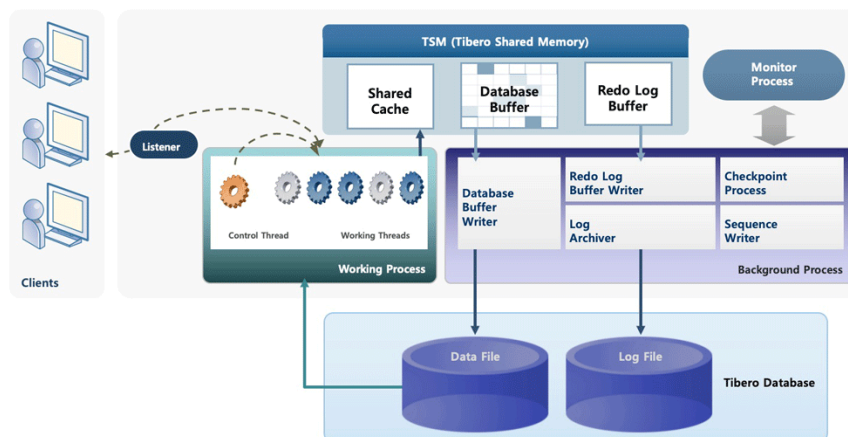 TSM (Tibero Shared Memory)
Shared
Cache
Database
Buffer
Redo Log
Buffer
Monitor
Process
Listener
Control Thread
Working Threads
Working Process
Database
Buffer
Writer
Redo Log
Buffer Writer
Checkpoint
Process
Log
Archiver
Sequence
Writer
Background Process
Clients
Data File
Log File
Tibero Database